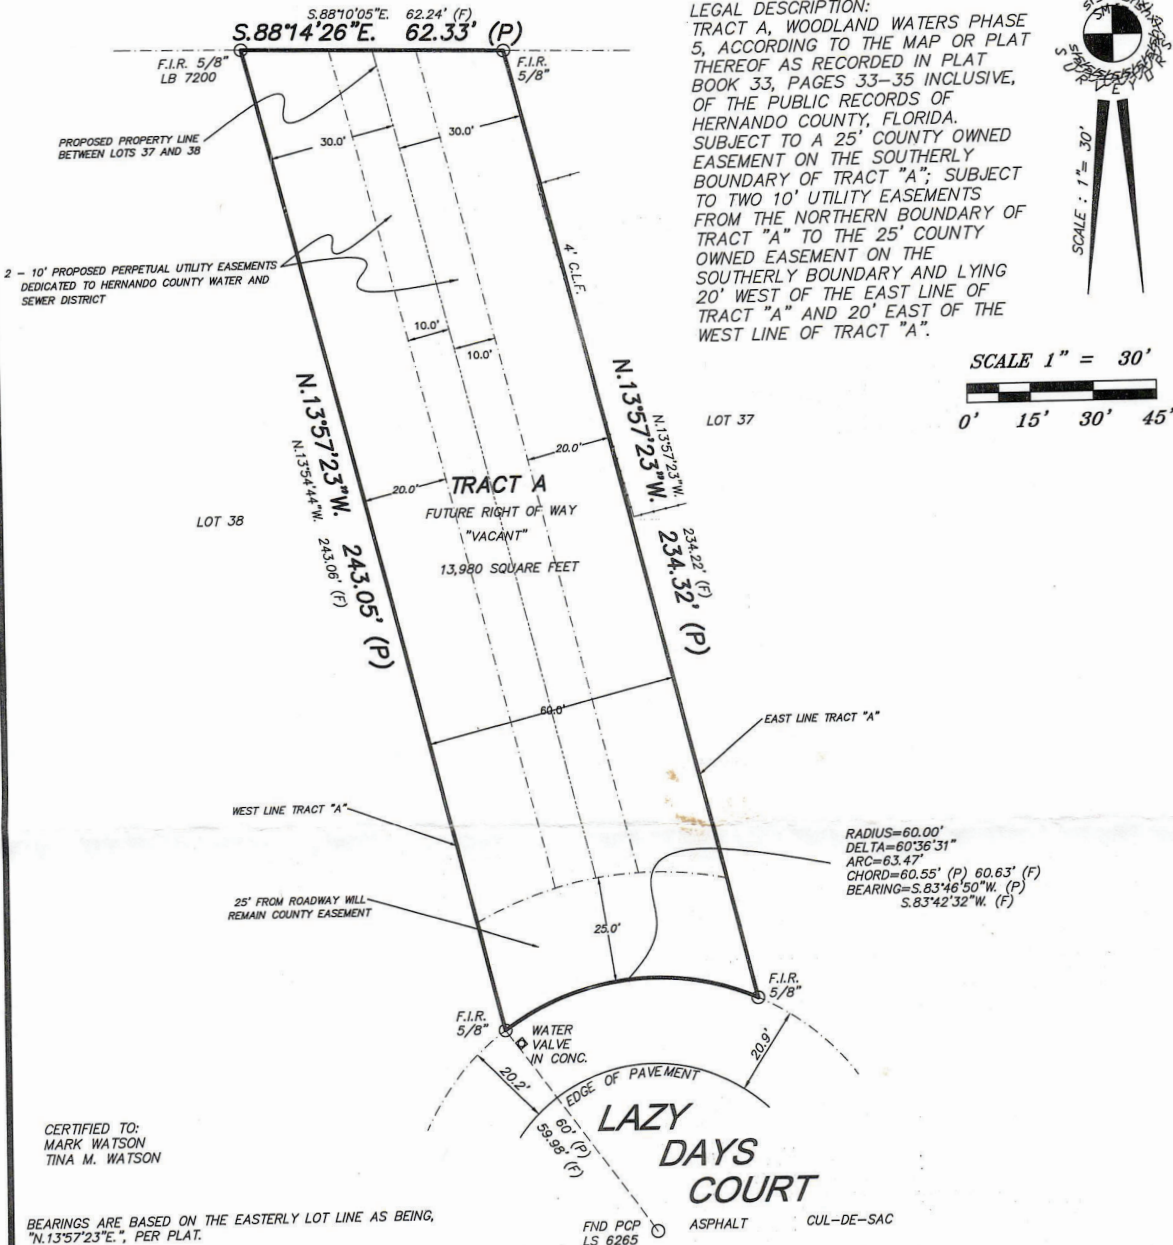 S.88°10'05"E. 62.24' (F)
S.88°14'26"E. 62.33' (P)
F.I.R. 5/8"
LB 7200
F.I.R.
5/8"
PROPOSED PROPERTY LINE
BETWEEN LOTS 37 AND 38
30.0'
30.0'
2 - 10' PROPOSED PERPETUAL UTILITY EASEMENTS
DEDICATED TO HERNANDO COUNTY WATER AND
SEWER DISTRICT
4' C.L.F.
10.0'
10.0'
LEGAL DESCRIPTION:
TRACT A, WOODLAND WATERS PHASE
5, ACCORDING TO THE MAP OR PLAT
THEREOF AS RECORDED IN PLAT
BOOK 33, PAGES 33-35 INCLUSIVE,
OF THE PUBLIC RECORDS OF
HERNANDO COUNTY, FLORIDA.
SUBJECT TO A 25' COUNTY OWNED
EASEMENT ON THE SOUTHERLY
BOUNDARY OF TRACT "A"; SUBJECT
TO TWO 10' UTILITY EASEMENTS
FROM THE NORTHERN BOUNDARY OF
TRACT "A" TO THE 25' COUNTY
OWNED EASEMENT ON THE
SOUTHERLY BOUNDARY AND LYING
20' WEST OF THE EAST LINE OF
TRACT "A" AND 20' EAST OF THE
WEST LINE OF TRACT "A".
SCALE : 1"= 30'
SCALE 1" = 30'
0' 15' 30' 45'
N.13°57'23"W. 243.05' (P)
N.13°54'44"W. 243.06' (F)
N.13°57'23"W. 234.22' (F)
N.13°57'23"W. 234.32' (P)
LOT 37
LOT 38
20.0'
20.0'
TRACT A
FUTURE RIGHT OF WAY
"VACANT"
13,980 SQUARE FEET
60.0'
EAST LINE TRACT "A"
WEST LINE TRACT "A"
RADIUS=60.00'
DELTA=60°36'31"
ARC=63.47'
CHORD=60.55' (P) 60.63' (F)
BEARING=S.83°46'50"W. (P)
S.83°42'32"W. (F)
25' FROM ROADWAY WILL
REMAIN COUNTY EASEMENT
25.0'
F.I.R.
5/8"
F.I.R.
5/8"
WATER
VALVE
IN CONC.
20.2'
20.9'
EDGE OF PAVEMENT
60' (P)
59.98' (F)
LAZY
DAYS
COURT
CERTIFIED TO:
MARK WATSON
TINA M. WATSON
FND PCP
LS 6265
ASPHALT CUL-DE-SAC
BEARINGS ARE BASED ON THE EASTERLY LOT LINE AS BEING,
"N.13°57'23"E.", PER PLAT.